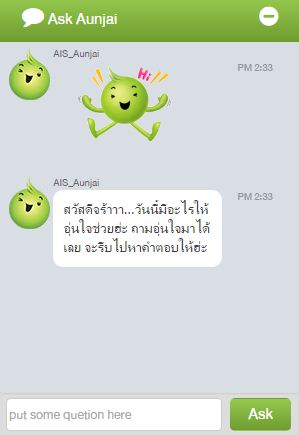 Ask Aunjai
AIS_Aunjai
Hi
PM 2:33
AIS_Aunjai
PM 2:33
สวัสดีจร้าาา...วันนี้มีอะไรให้
อุ่นใจช่วยฮ่ะ ถามอุ่นใจมาได้
เลย จะรีบไปหาคำตอบให้ฮ่ะ
put some quetion here
Ask